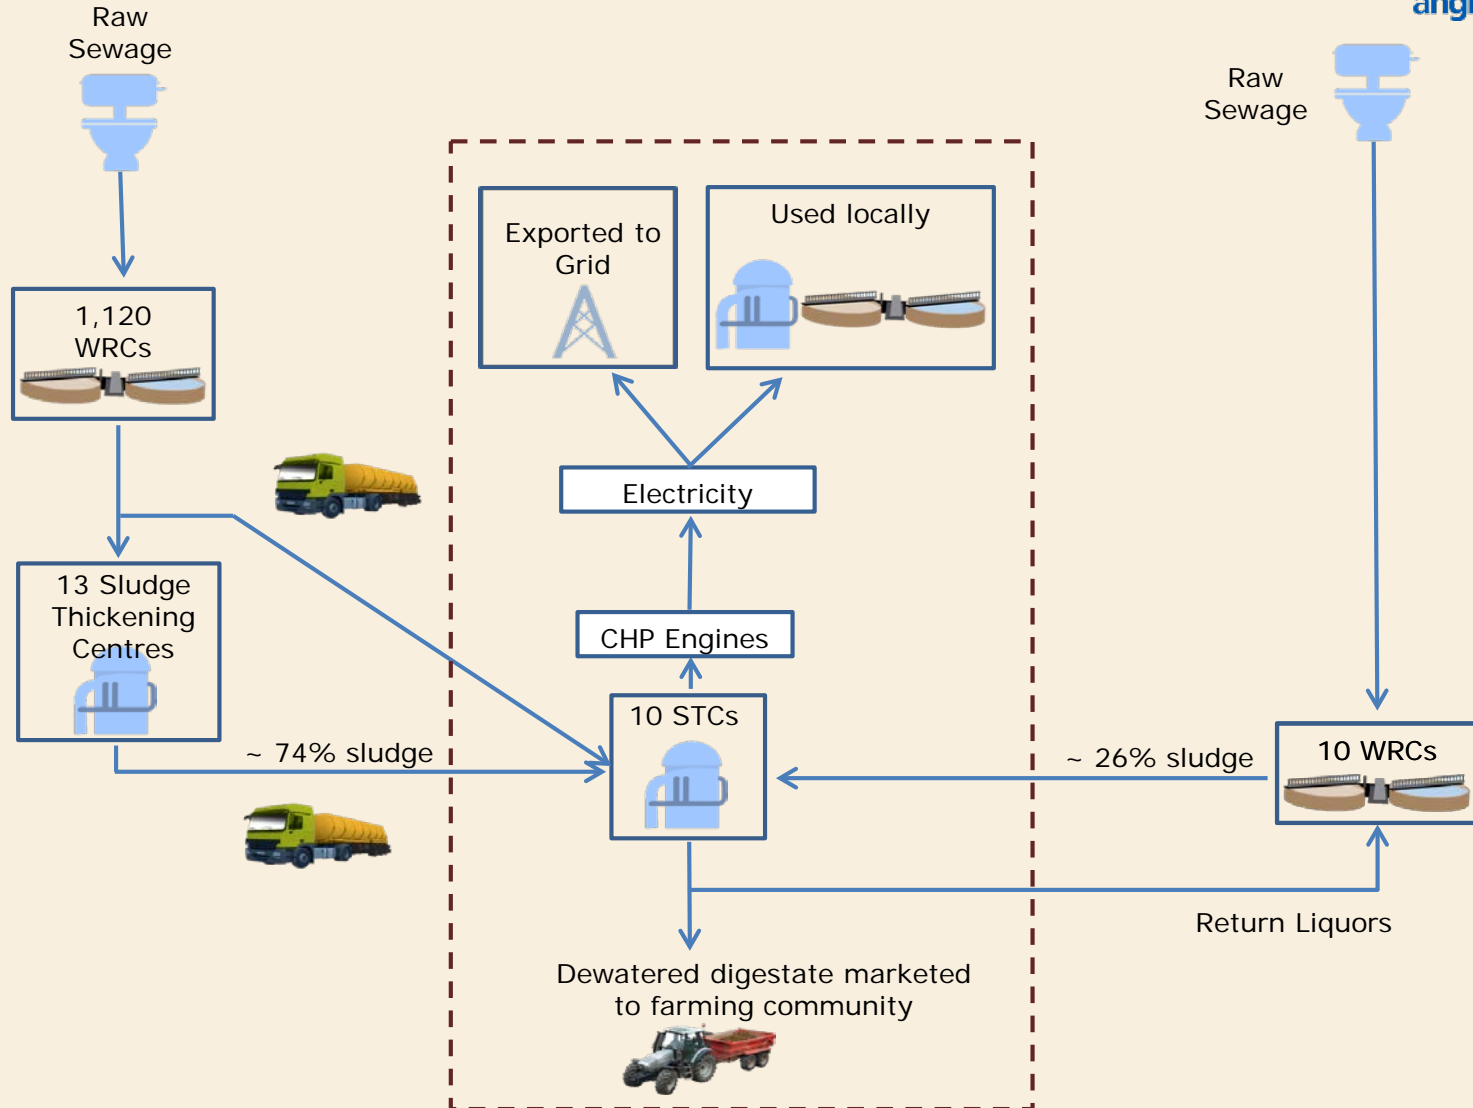 Raw
Sewage
Raw
Sewage
Exported to
Grid
Used locally
1,120
WRCs
Electricity
13 Sludge
Thickening
Centres
CHP Engines
10 STCs
~ 74% sludge
~ 26% sludge
10 WRCs
Return Liquors
Dewatered digestate marketed
to farming community